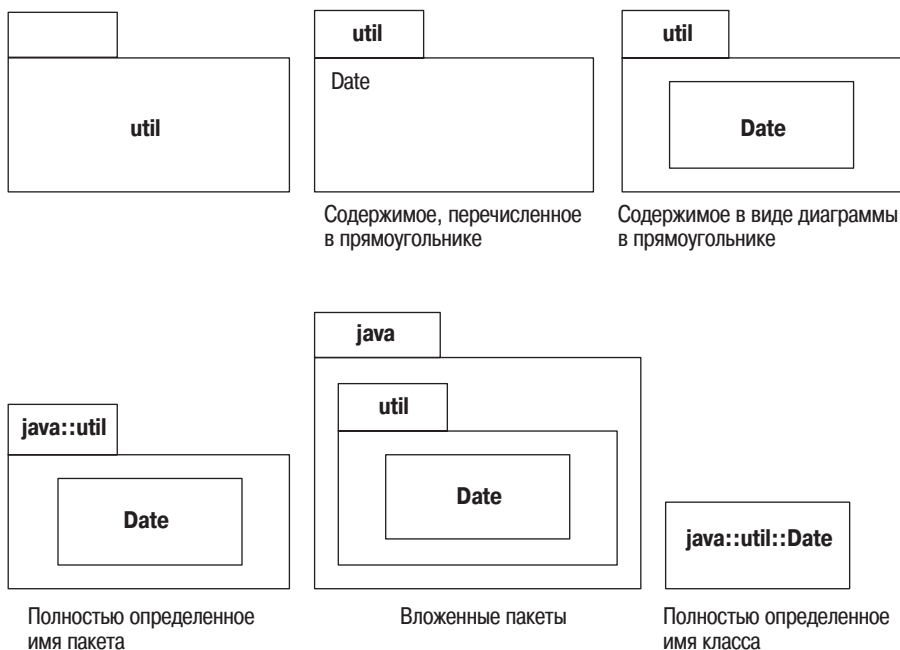 util
util
Date
Содержимое, перечисленное
в прямоугольнике
util
Date
Содержимое в виде диаграммы
в прямоугольнике
java::util
Date
Полностью определенное
имя пакета
java
util
Date
Вложенные пакеты
java::util::Date
Полностью определенное
имя класса